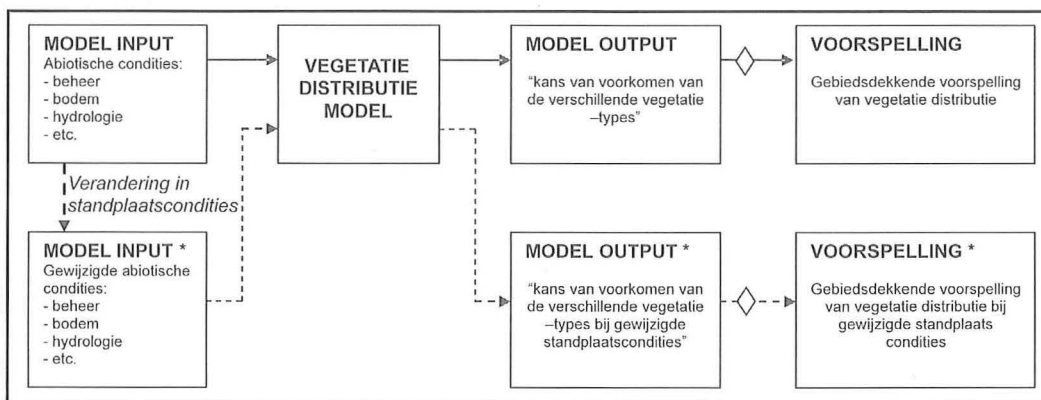 MODEL INPUT
Abiotische condities:
- beheer
- bodem
- hydrologie
- etc.
VEGETATIE
DISTRIBUTIE
MODEL
MODEL OUTPUT
“kans van voorkomen van
de verschillende vegetatie
–types”
VOORSPELLING
Gebiedsdekkende voorspelling
van vegetatie distributie
Verandering in
standplaatscondities
MODEL INPUT *
Gewijzigde abiotische
condities:
- beheer
- bodem
- hydrologie
- etc.
MODEL OUTPUT *
“kans van voorkomen van
de verschillende vegetatie
–types bij gewijzigde
standplaatscondities”
VOORSPELLING *
Gebiedsdekkende voorspelling
van vegetatie distributie bij
gewijzigde standplaats
condities